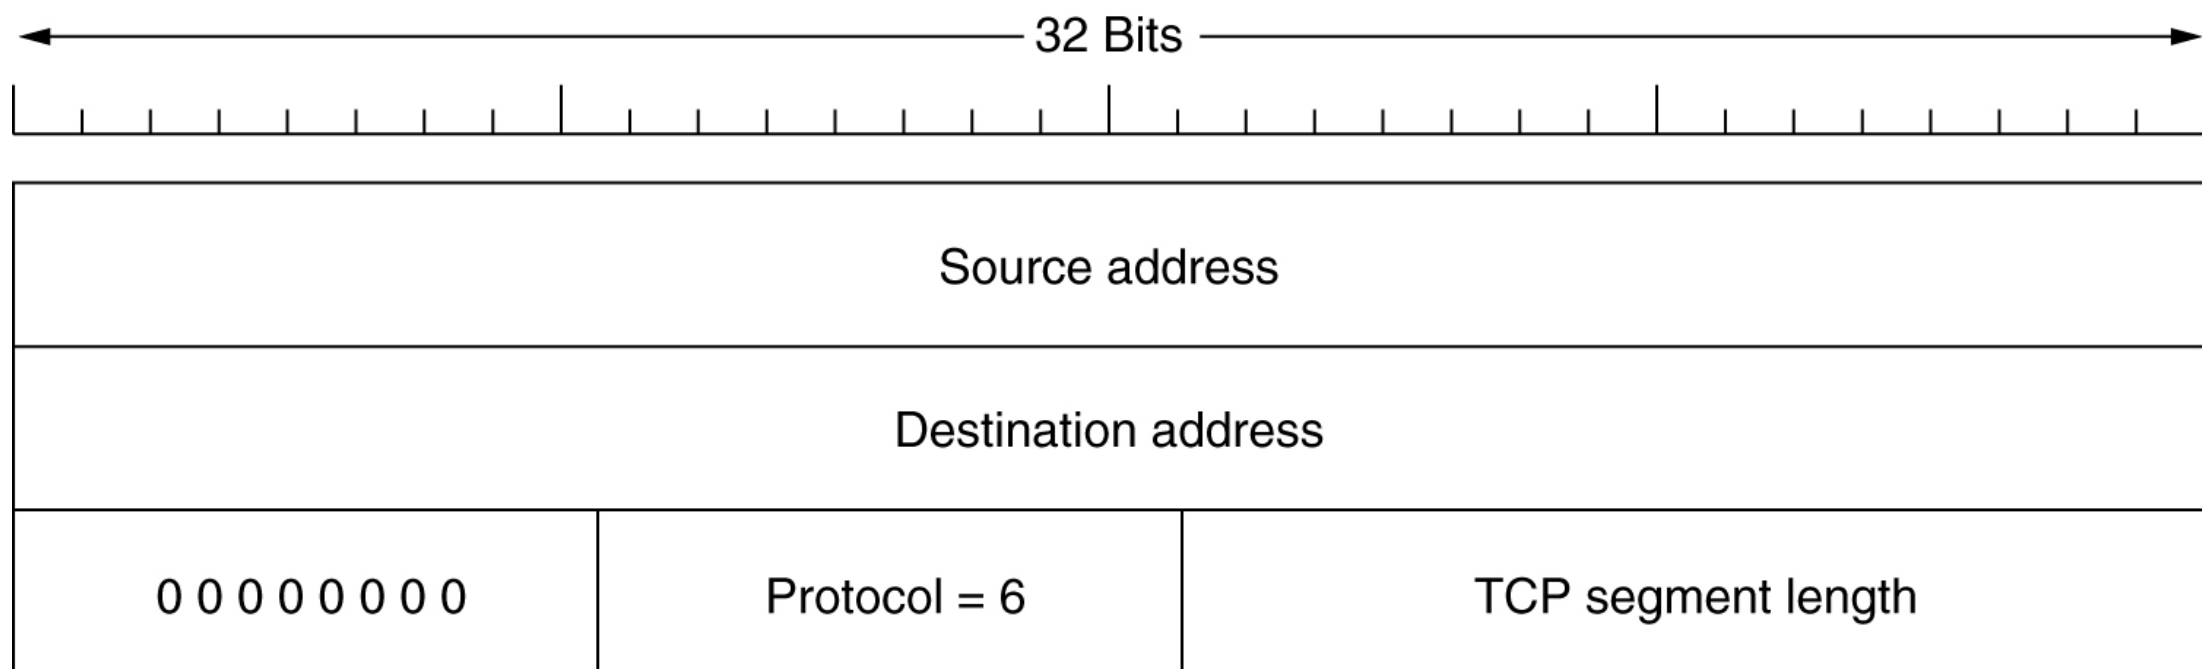 32 Bits
Source address
Destination address
0 0 0 0 0 0 0 0 Protocol = 6 TCP segment length